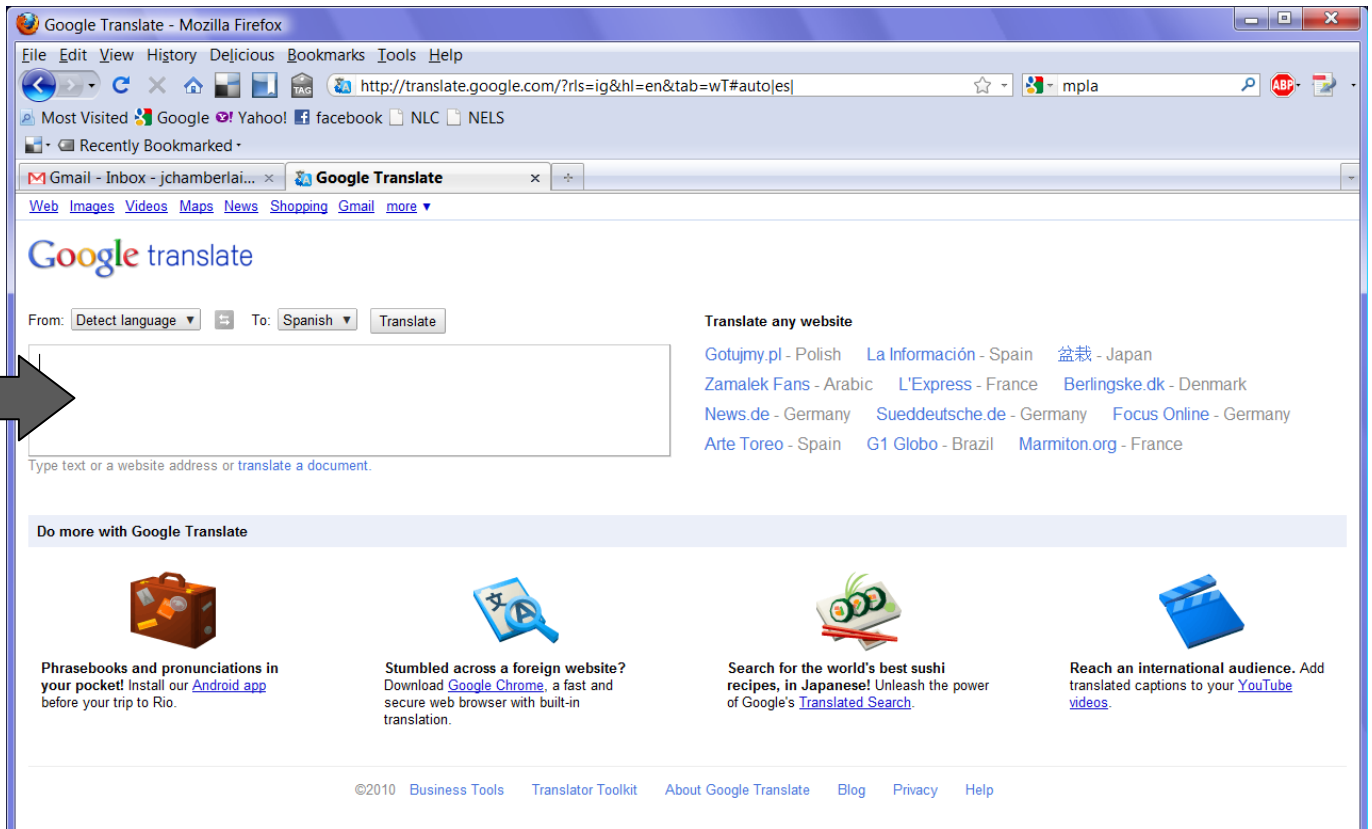 Google Translate - Mozilla Firefox
File Edit View History Delicious Bookmarks Tools Help
TAG http://translate.google.com/?rls=ig&hl=en&tab=wT#auto|es| mpla ABP
Most Visited Google Yahoo! facebook NLC NELS
Recently Bookmarked
Gmail - Inbox - jchamberlai... Google Translate
Web Images Videos Maps News Shopping Gmail more
Google translate
From: Detect language To: Spanish Translate
Translate any website
Gotujmy.pl - Polish La Información - Spain 盆栽 - Japan
Zamalek Fans - Arabic L'Express - France Berlingske.dk - Denmark
News.de - Germany Sueddeutsche.de - Germany Focus Online - Germany
Arte Toreo - Spain G1 Globo - Brazil Marmiton.org - France
Type text or a website address or translate a document.
Do more with Google Translate
文 A
Phrasebooks and pronunciations in
your pocket! Install our Android app
before your trip to Rio.
Stumbled across a foreign website?
Download Google Chrome, a fast and
secure web browser with built-in
translation.
Search for the world's best sushi
recipes, in Japanese! Unleash the power
of Google's Translated Search.
Reach an international audience. Add
translated captions to your YouTube
videos.
©2010 Business Tools Translator Toolkit About Google Translate Blog Privacy Help